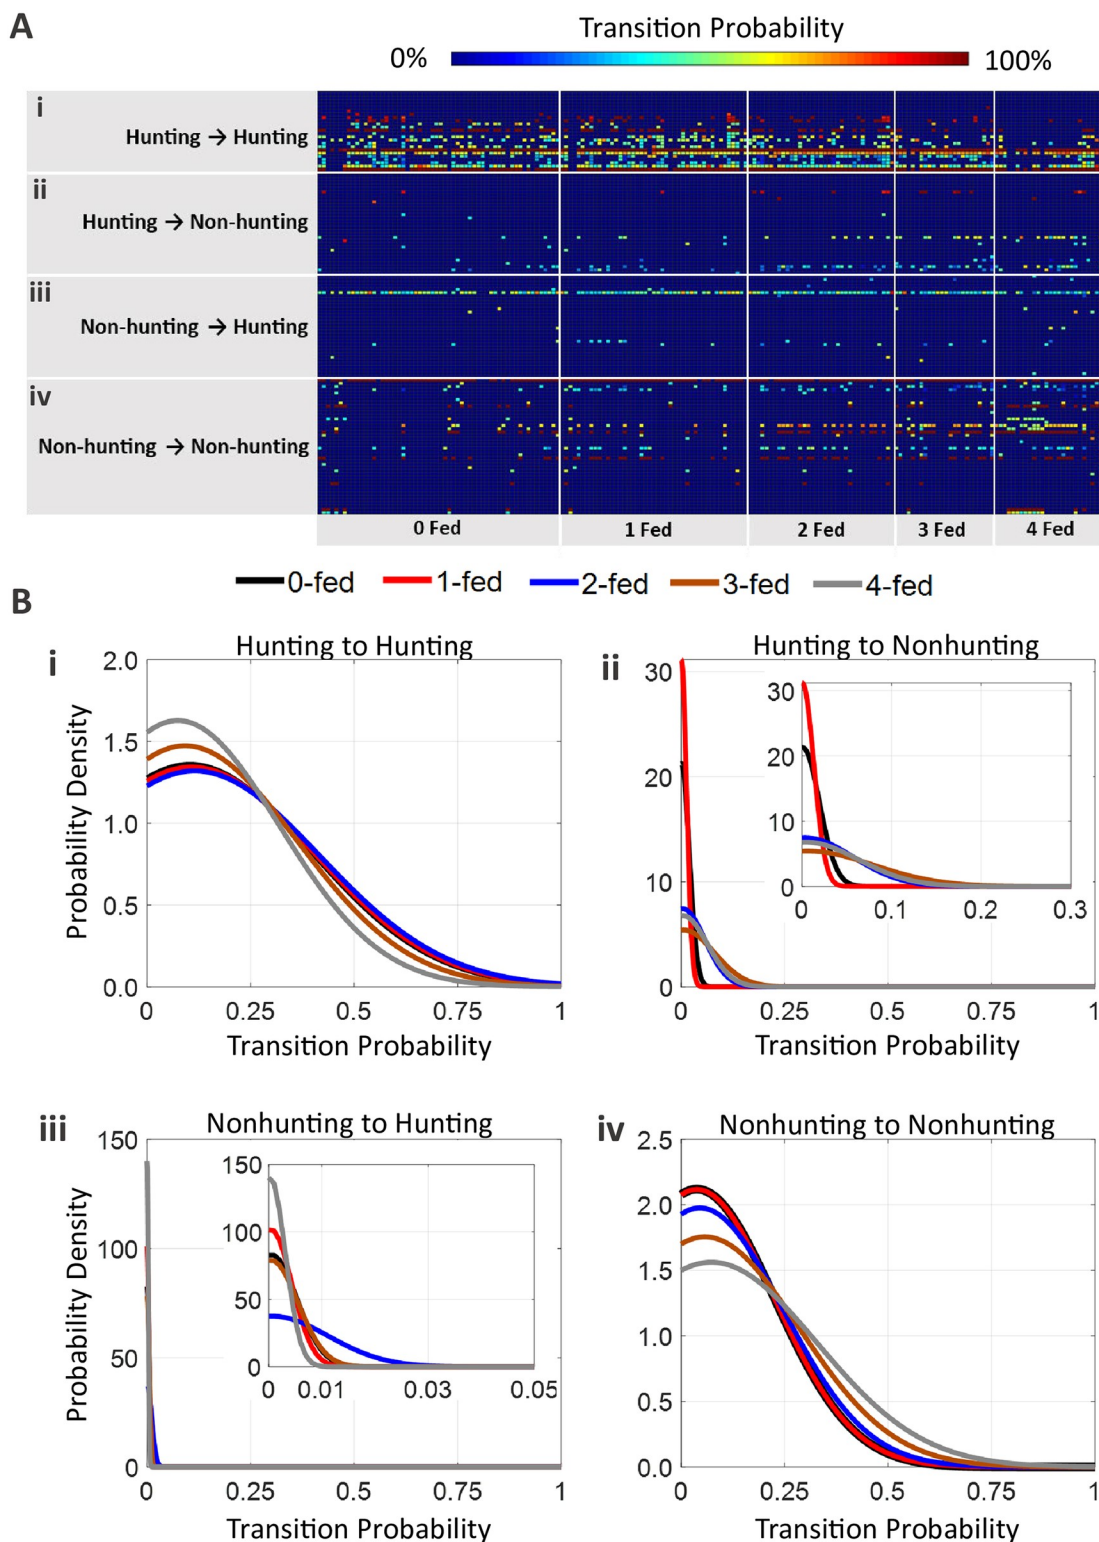 A
Transition Probability
0% 100%
i
Hunting → Hunting
ii
Hunting → Non-hunting
iii
Non-hunting → Hunting
iv
Non-hunting → Non-hunting
0 Fed 1 Fed 2 Fed 3 Fed 4 Fed
0-fed 1-fed 2-fed 3-fed 4-fed
B
i
Hunting to Hunting
2.0
1.5
1.0
0.5
0.0
0 0.25 0.5 0.75 1
Probability Density
Transition Probability
ii
Hunting to Nonhunting
30
20
10
0
0 0.25 0.5 0.75 1
30
20
10
0
0 0.1 0.2 0.3
Transition Probability
iii
Nonhunting to Hunting
150
100
50
0
0 0.25 0.5 0.75 1
150
100
50
0
0 0.01 0.03 0.05
Probability Density
Transition Probability
iv
Nonhunting to Nonhunting
2.5
2.0
1.5
1.0
0.5
0.0
0 0.25 0.5 0.75 1
Transition Probability